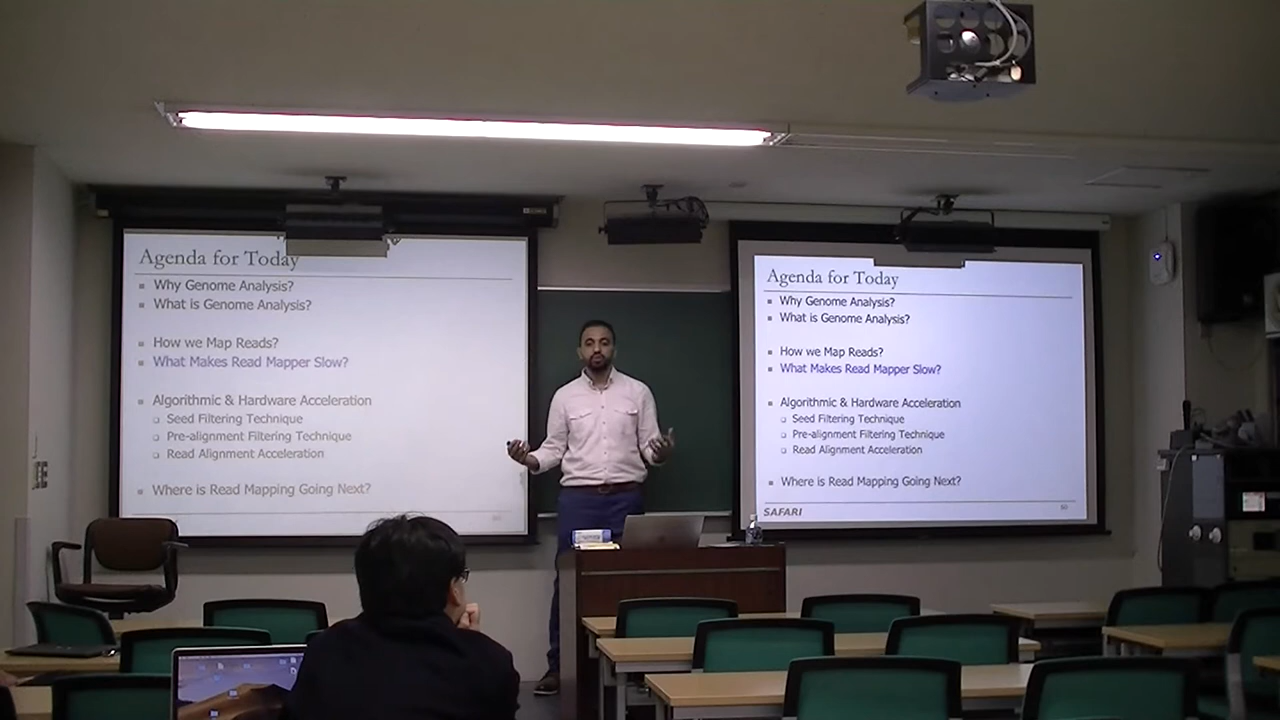 Agenda for Today
Why Genome Analysis?
What is Genome Analysis?
How we Map Reads?
What Makes Read Mapper Slow?
Algorithmic & Hardware Acceleration
Seed Filtering Technique
Pre-alignment Filtering Technique
Read Alignment Acceleration
Where is Read Mapping Going Next?
Agenda for Today
Why Genome Analysis?
What is Genome Analysis?
How we Map Reads?
What Makes Read Mapper Slow?
Algorithmic & Hardware Acceleration
Seed Filtering Technique
Pre-alignment Filtering Technique
Read Alignment Acceleration
Where is Read Mapping Going Next?
SAFARI